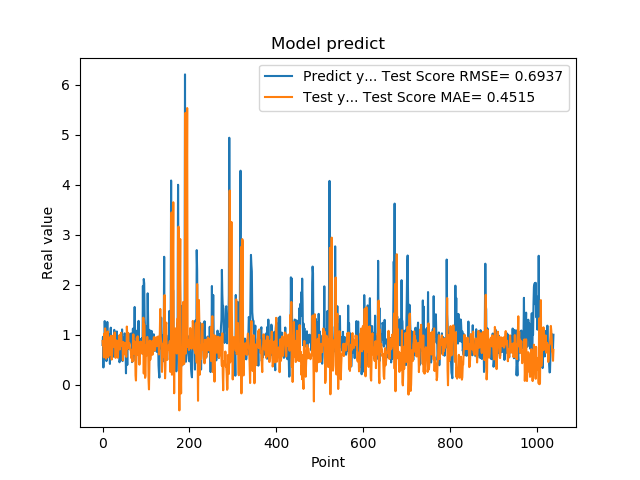 Model predict
Predict y... Test Score RMSE= 0.6937
Test y... Test Score MAE= 0.4515
Real value
6
5
4
3
2
1
0
0 200 400 600 800 1000
Point